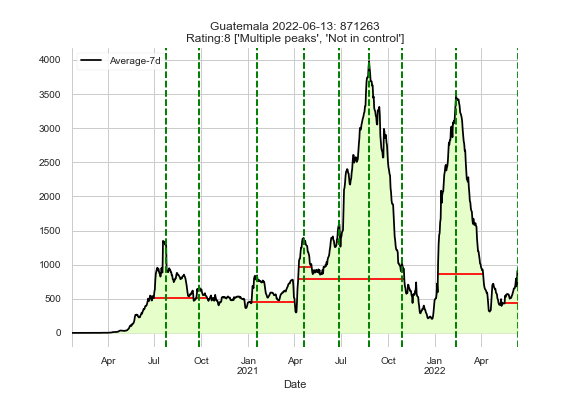 Guatemala 2022-06-13: 871263
Rating:8 ['Multiple peaks', 'Not in control']
Average-7d
4000
3500
3000
2500
2000
1500
1000
500
0
Apr Jul Oct Jan Apr Jul Oct Jan Apr
2021 2022
Date